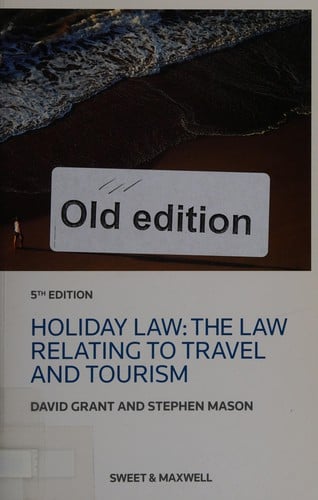 Old edition
5TH EDITION
HOLIDAY LAW: THE LAW
RELATING TO TRAVEL
AND TOURISM
DAVID GRANT AND STEPHEN MASON
SWEET & MAXWELL